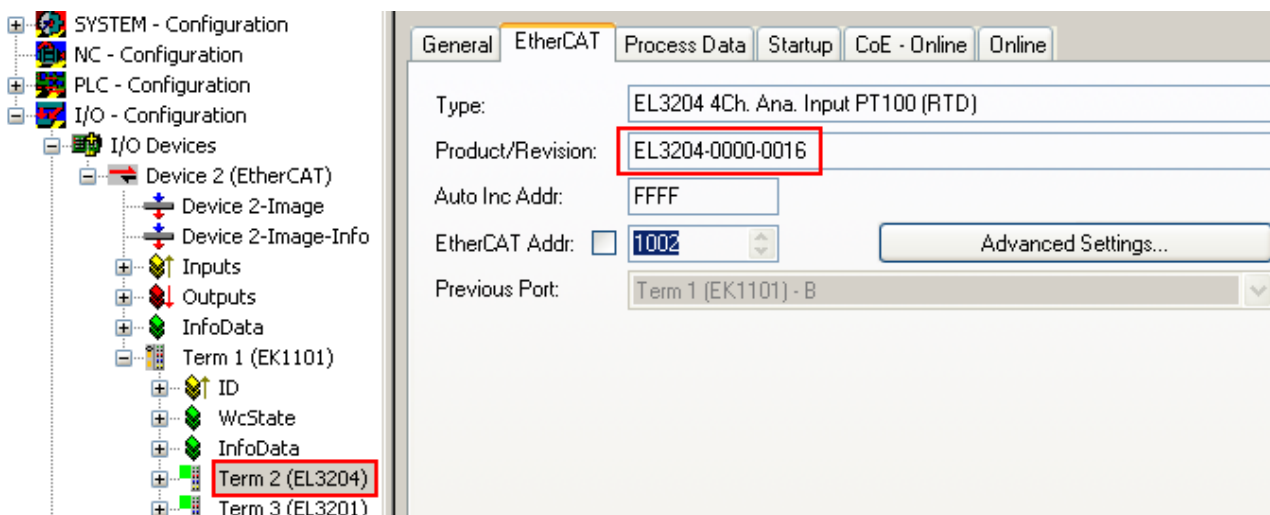 SYSTEM - Configuration
NC - Configuration
PLC - Configuration
I/O - Configuration
I/O Devices
Device 2 (EtherCAT)
Device 2-Image
Device 2-Image-Info
Inputs
Outputs
InfoData
Term 1 (EK1101)
ID
WcState
InfoData
Term 2 (EL3204)
Term 3 (EL3201)
General EtherCAT Process Data Startup CoE - Online Online
Type: EL3204 4Ch. Ana. Input PT100 (RTD)
Product/Revision: EL3204-0000-0016
Auto Inc Addr: FFFF
EtherCAT Addr: 1002 Advanced Settings...
Previous Port: Term 1 (EK1101) - B